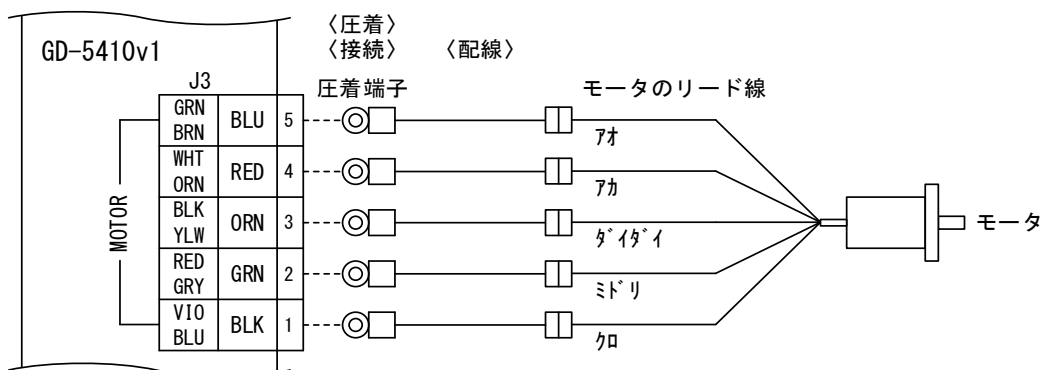 〈圧着〉
〈接続〉 〈配線〉
GD-5410v1
J3 圧着端子 モータのリード線
GRN
BRN BLU 5 アオ
WHT
ORN RED 4 アカ
BLK
YLW ORN 3 ダイダイ
RED
GRY GRN 2 ミドリ
VIO
BLU BLK 1 クロ
MOTOR
モータ